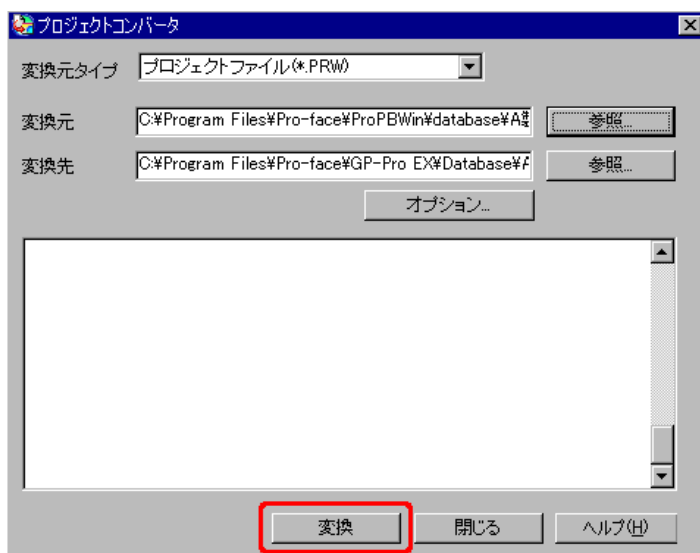 プロジェクトコンバータ
変換元タイプ プロジェクトファイル(*.PRW)
変換元 C:¥Program Files¥Pro-face¥ProPBWin¥database¥A 参照...
変換先 C:¥Program Files¥Pro-face¥GP-Pro EX¥Database¥ 参照...
オプション...
変換 閉じる ヘルプ(H)